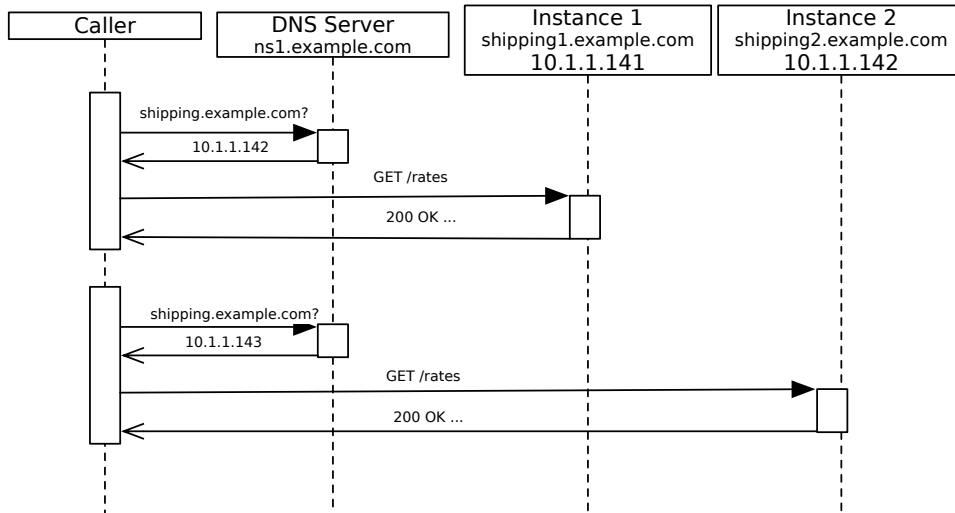 Caller
DNS Server
ns1.example.com
Instance 1
shipping1.example.com
10.1.1.141
Instance 2
shipping2.example.com
10.1.1.142
shipping.example.com?
10.1.1.142
GET /rates
200 OK ...
shipping.example.com?
10.1.1.143
GET /rates
200 OK ...